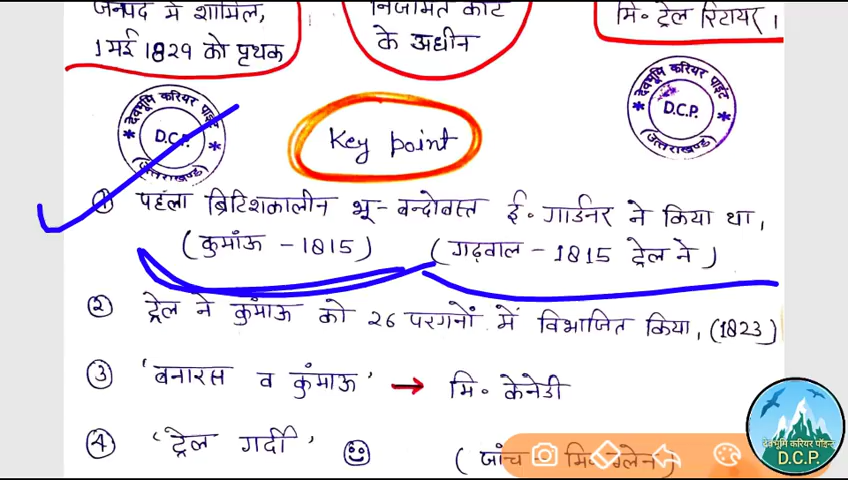 जनपद में शामिल,
1 मई 1829 को पृथक
निजामत कोर्ट
के अधीन
मि॰ ट्रेल रिटायर।
देवभूमि करियर पाइंट
D.C.P.
(उत्तराखण्ड)
Key point
देवभूमि करियर पाइंट
D.C.P.
(उत्तराखण्ड)
① पहला ब्रिटिशकालीन भू-बन्दोबस्त ई॰ गार्डनर ने किया था,
(कुमांऊ - 1815) (गढ़वाल - 1815 ट्रेल ने)
② ट्रेल ने कुमांऊ को 26 परगनों में विभाजित किया, (1823)
③ 'बनारस व कुंमाऊ' → मि॰ केनेडी
④ 'ट्रेल गर्दी' (जांच - मि॰ ग्लेन)
देवभूमि करियर पॉइन्ट
D.C.P.